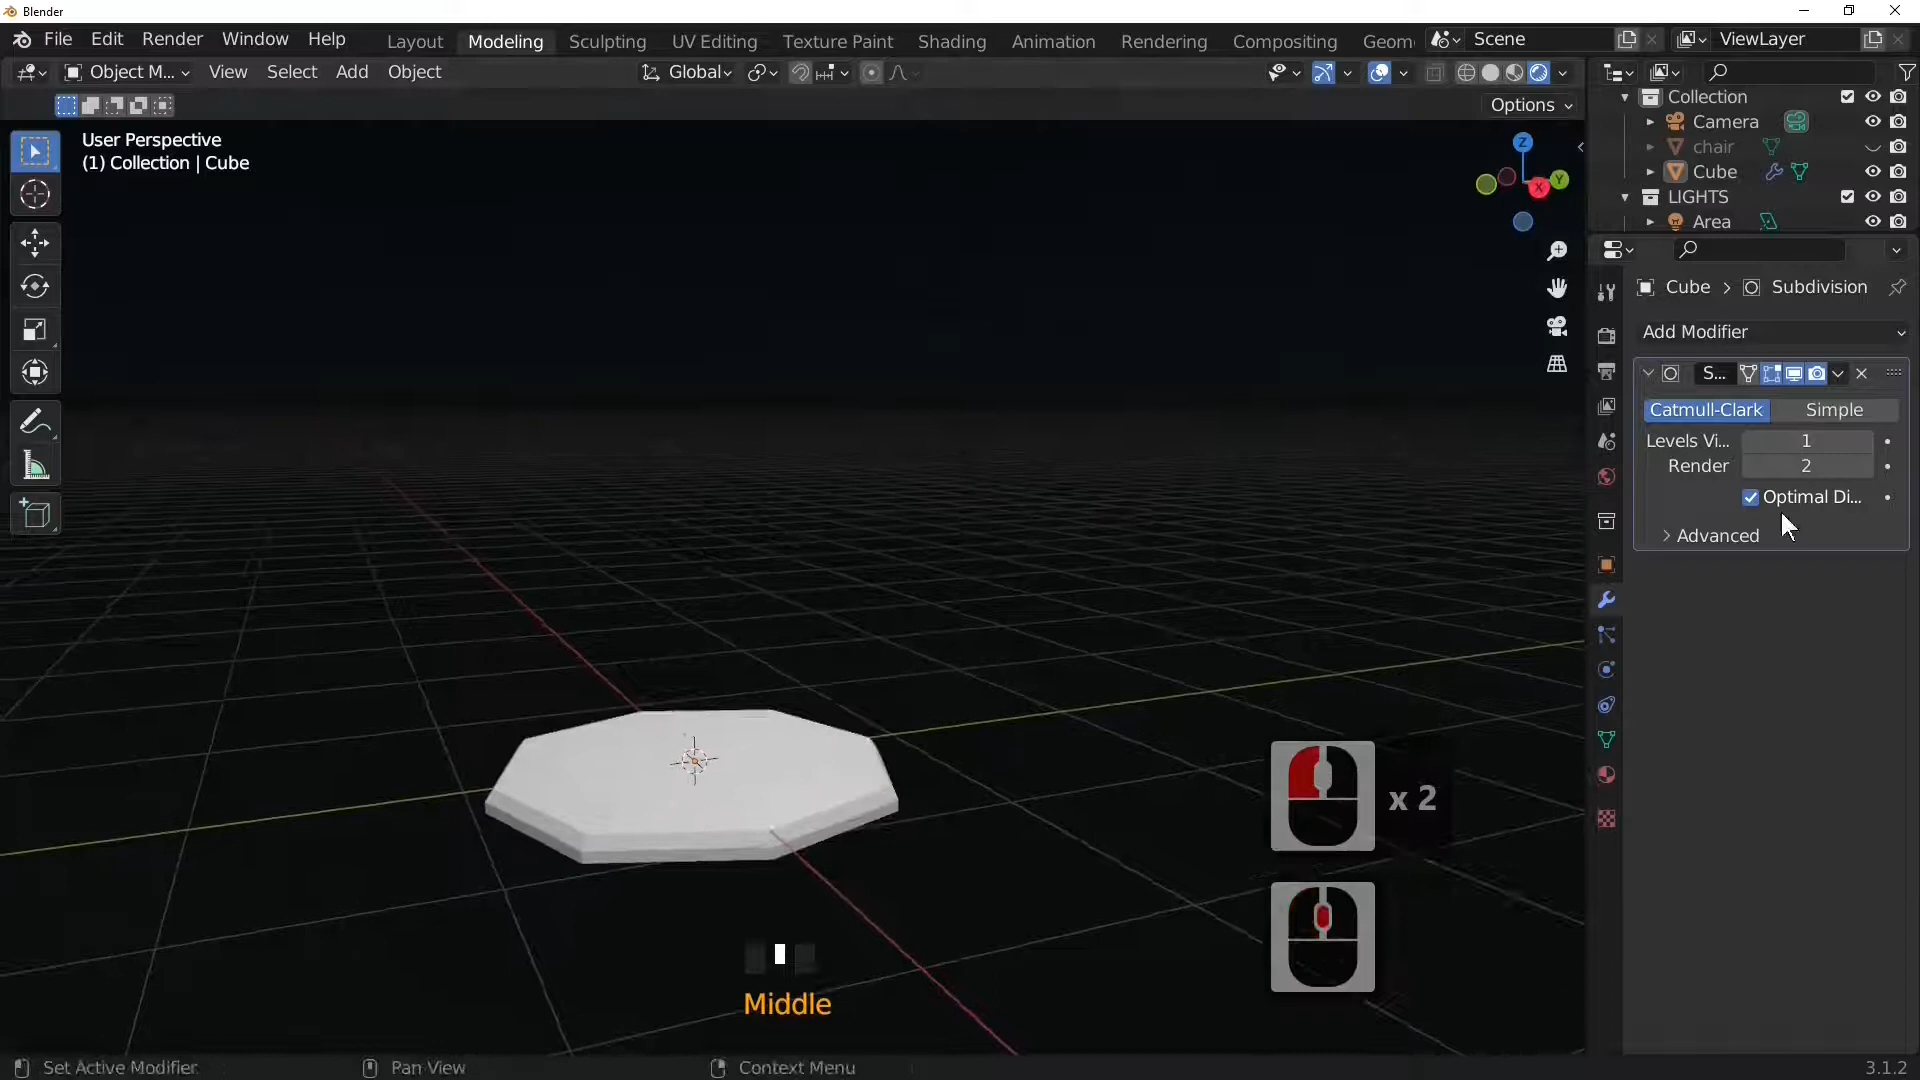 Blender
File Edit Render Window Help Layout Modeling Sculpting UV Editing Texture Paint Shading Animation Rendering Compositing Geom Scene ViewLayer
Object M... View Select Add Object Global
Options
User Perspective
(1) Collection | Cube
Z
Y
X
Collection
Camera
chair
Cube
LIGHTS
Area
Cube > Subdivision
Add Modifier
S...
Catmull-Clark Simple
Levels Vi... 1
Render 2
Optimal Di...
Advanced
x 2
Middle
Set Active Modifier Pan View Context Menu 3.1.2